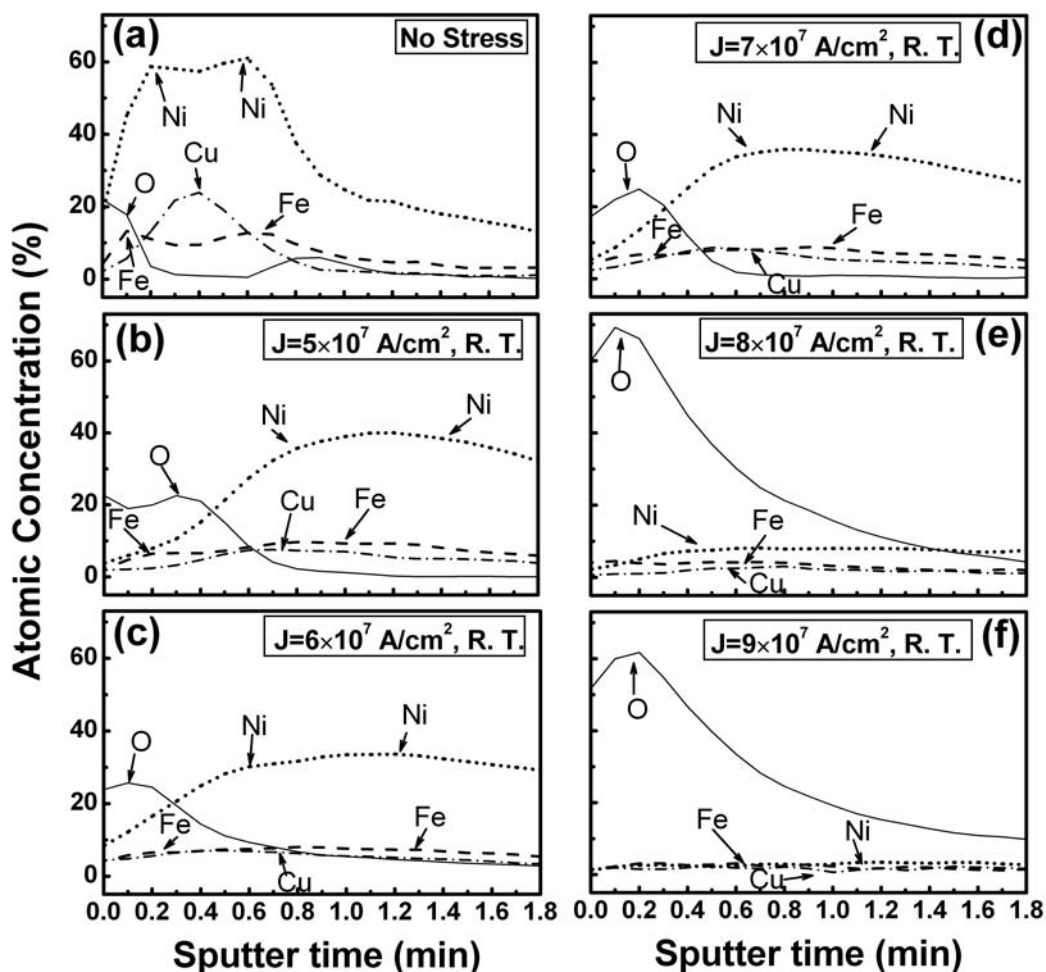 Atomic Concentration (%)
(a)
No Stress
60
40
20
0
Ni
Ni
Cu
O
Fe
Fe
(b)
J=5×10⁷ A/cm², R. T.
60
40
20
0
Ni
Ni
O
Fe
Cu
Fe
(c)
J=6×10⁷ A/cm², R. T.
60
40
20
0
Ni
Ni
O
Fe
Fe
Cu
0.0 0.2 0.4 0.6 0.8 1.0 1.2 1.4 1.6 1.8
Sputter time (min)
J=7×10⁷ A/cm², R. T.
(d)
Ni
Ni
O
Fe
Fe
Cu
J=8×10⁷ A/cm², R. T.
(e)
O
Ni
Fe
Cu
J=9×10⁷ A/cm², R. T.
(f)
O
Fe
Ni
Cu
0.0 0.2 0.4 0.6 0.8 1.0 1.2 1.4 1.6 1.8
Sputter time (min)